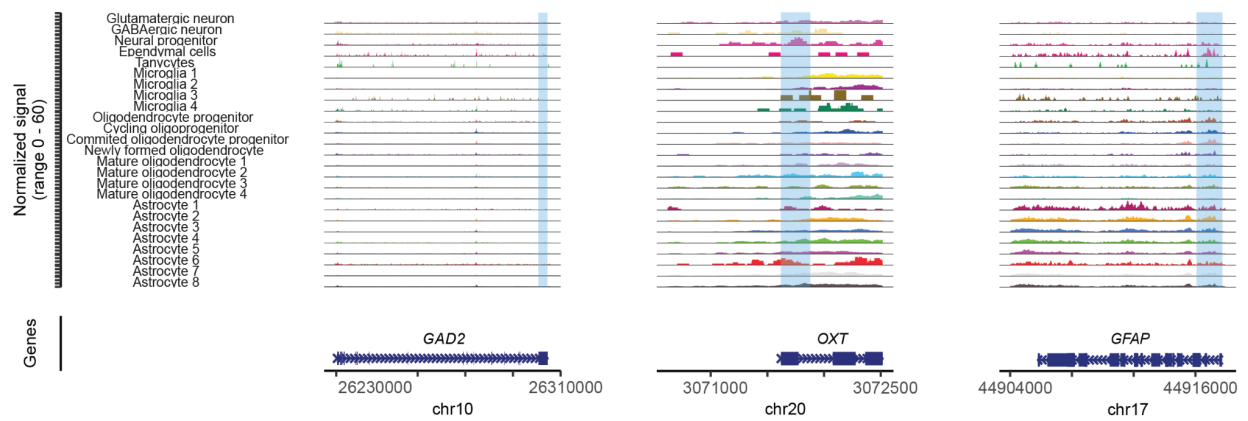 Normalized signal
(range 0 - 60)
Glutamatergic neuron
GABAergic neuron
Neural progenitor
Ependymal cells
Tanycytes
Microglia 1
Microglia 2
Microglia 3
Microglia 4
Oligodendrocyte progenitor
Cycling oligoprogenitor
Commited oligodendrocyte progenitor
Newly formed oligodendrocyte
Mature oligodendrocyte 1
Mature oligodendrocyte 2
Mature oligodendrocyte 3
Mature oligodendrocyte 4
Astrocyte 1
Astrocyte 2
Astrocyte 3
Astrocyte 4
Astrocyte 5
Astrocyte 6
Astrocyte 7
Astrocyte 8
Genes
GAD2 OXT GFAP
26230000 26310000 3071000 3072500 44904000 44916000
chr10 chr20 chr17